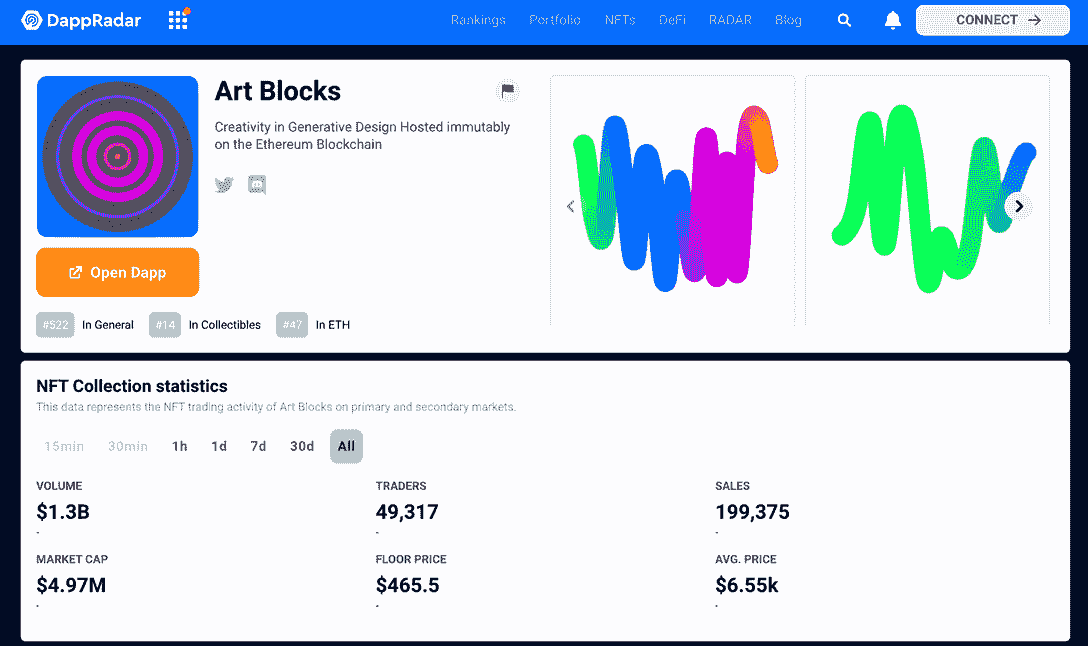 DappRadar
Rankings Portfolio NFTs DeFi RADAR Blog CONNECT
Art Blocks
Creativity in Generative Design Hosted immutably
on the Ethereum Blockchain
Open Dapp
#522 In General #14 In Collectibles #47 In ETH
NFT Collection statistics
This data represents the NFT trading activity of Art Blocks on primary and secondary markets.
15min 30min 1h 1d 7d 30d All
VOLUME TRADERS SALES
$1.3B 49,317 199,375
- - -
MARKET CAP FLOOR PRICE AVG. PRICE
$4.97M $465.5 $6.55k
- - -